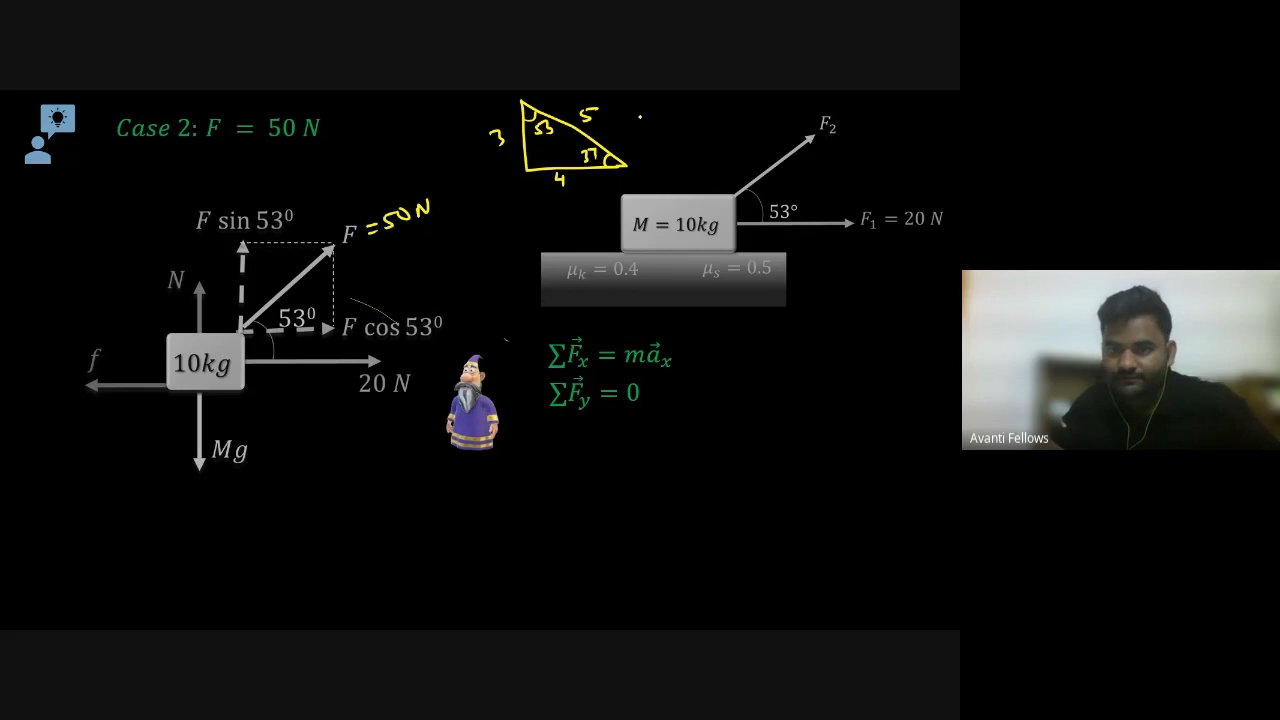 Case 2: F = 50 N
3
53
5
37
4
F₂
53°
F₁ = 20 N
M = 10kg
μₖ = 0.4
μₛ = 0.5
F sin 53⁰
F = 50 N
N
53⁰
F cos 53⁰
f
10kg
20 N
Mg
∑F⃗ₓ = ma⃗ₓ
∑F⃗ᵧ = 0
Avanti Fellows